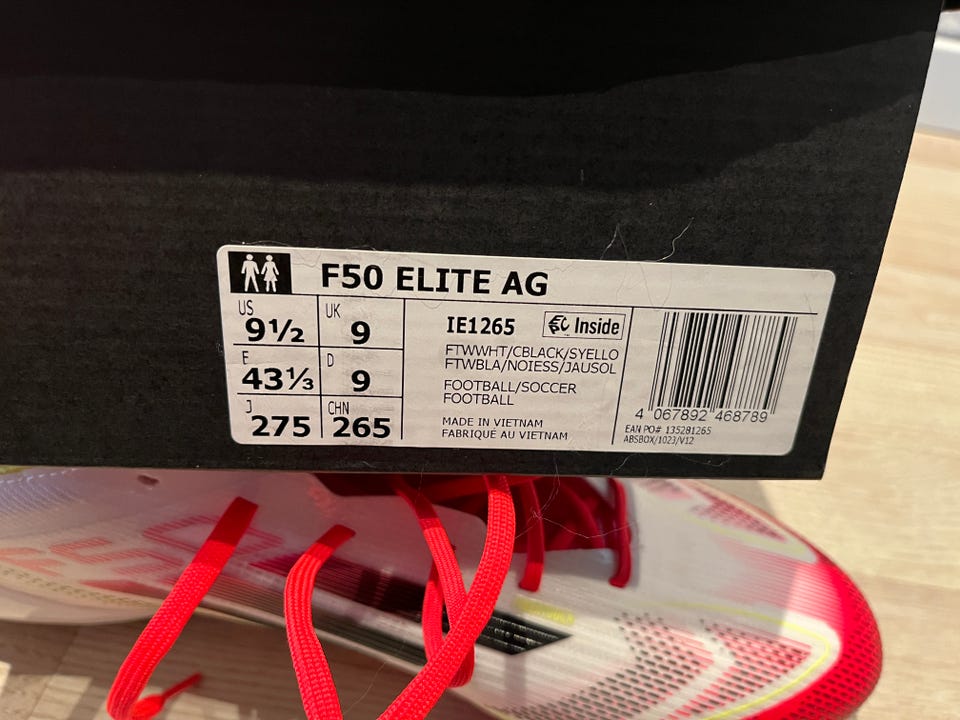 F50 ELITE AG
US 9½ UK 9
E 43⅓ D 9
J 275 CHN 265
IE1265 Inside
FTWWHT/CBLACK/SYELLO
FTWBLA/NOIESS/JAUSOL
FOOTBALL/SOCCER
FOOTBALL
MADE IN VIETNAM
FABRIQUÉ AU VIETNAM
4 067892 468789
EAN PO# 135281265
ABSBOX/1023/V12